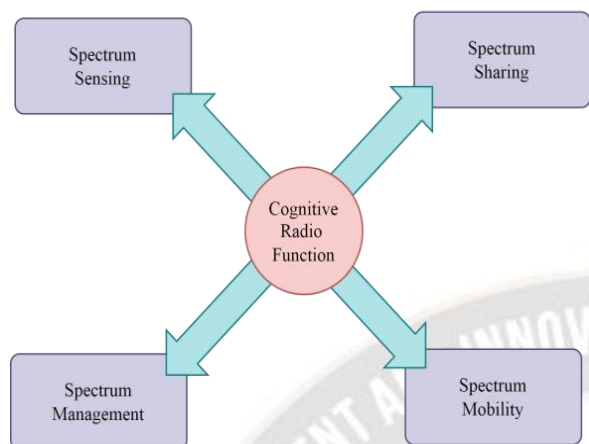 Spectrum
Sensing
Spectrum
Sharing
Cognitive
Radio
Function
Spectrum
Management
Spectrum
Mobility